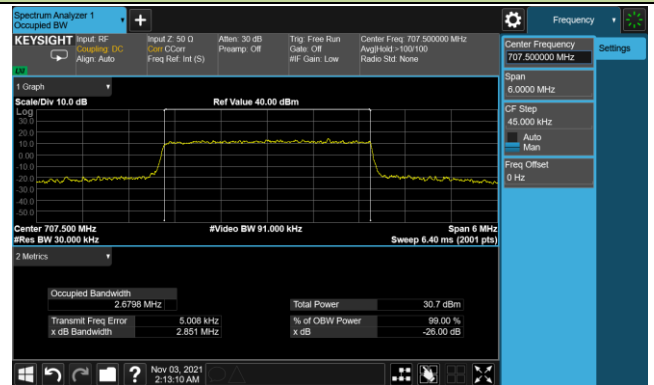 Spectrum Analyzer 1
Occupied BW
Frequency
KEYSIGHT
Input: RF
Coupling: DC
Align: Auto
Input Z: 50 Ω
Corr CCorr
Freq Ref: Int (S)
Atten: 30 dB
Preamp: Off
Trig: Free Run
Gate: Off
#IF Gain: Low
Center Freq: 707.500000 MHz
Avg|Hold:>100/100
Radio Std: None
Center Frequency
707.500000 MHz
Settings
Span
6.0000 MHz
CF Step
45.000 kHz
Auto
Man
Freq Offset
0 Hz
1 Graph
Scale/Div 10.0 dB
Ref Value 40.00 dBm
Log
30.0
20.0
10.0
0.00
-10.0
-20.0
-30.0
-40.0
-50.0
Center 707.500 MHz
#Video BW 91.000 kHz
Span 6 MHz
#Res BW 30.000 kHz
Sweep 6.40 ms (2001 pts)
2 Metrics
Occupied Bandwidth
2.6798 MHz
Total Power
30.7 dBm
Transmit Freq Error
5.008 kHz
% of OBW Power
99.00 %
x dB Bandwidth
2.851 MHz
x dB
-26.00 dB
?
Nov 03, 2021
2:13:10 AM